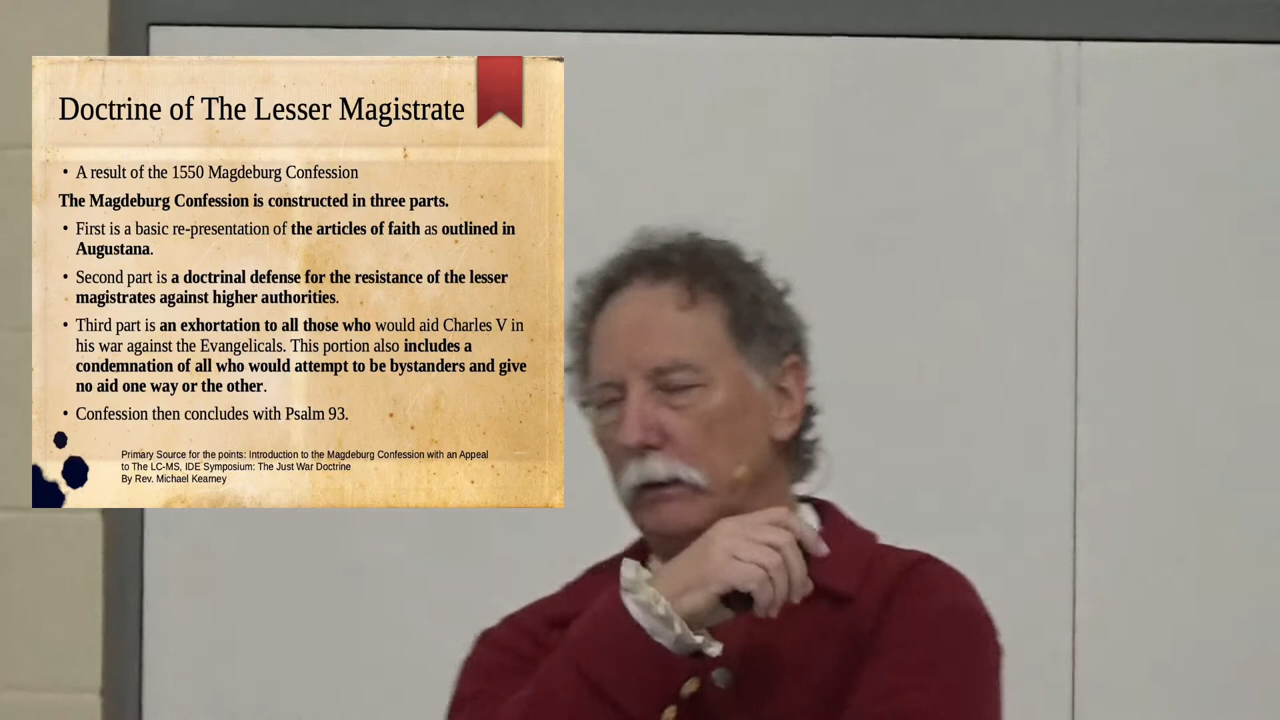 Doctrine of The Lesser Magistrate
• A result of the 1550 Magdeburg Confession
The Magdeburg Confession is constructed in three parts.
• First is a basic re-presentation of the articles of faith as outlined in
Augustana.
• Second part is a doctrinal defense for the resistance of the lesser
magistrates against higher authorities.
• Third part is an exhortation to all those who would aid Charles V in
his war against the Evangelicals. This portion also includes a
condemnation of all who would attempt to be bystanders and give
no aid one way or the other.
• Confession then concludes with Psalm 93.
Primary Source for the points: Introduction to the Magdeburg Confession with an Appeal
to The LC-MS, IDE Symposium: The Just War Doctrine
By Rev. Michael Kearney